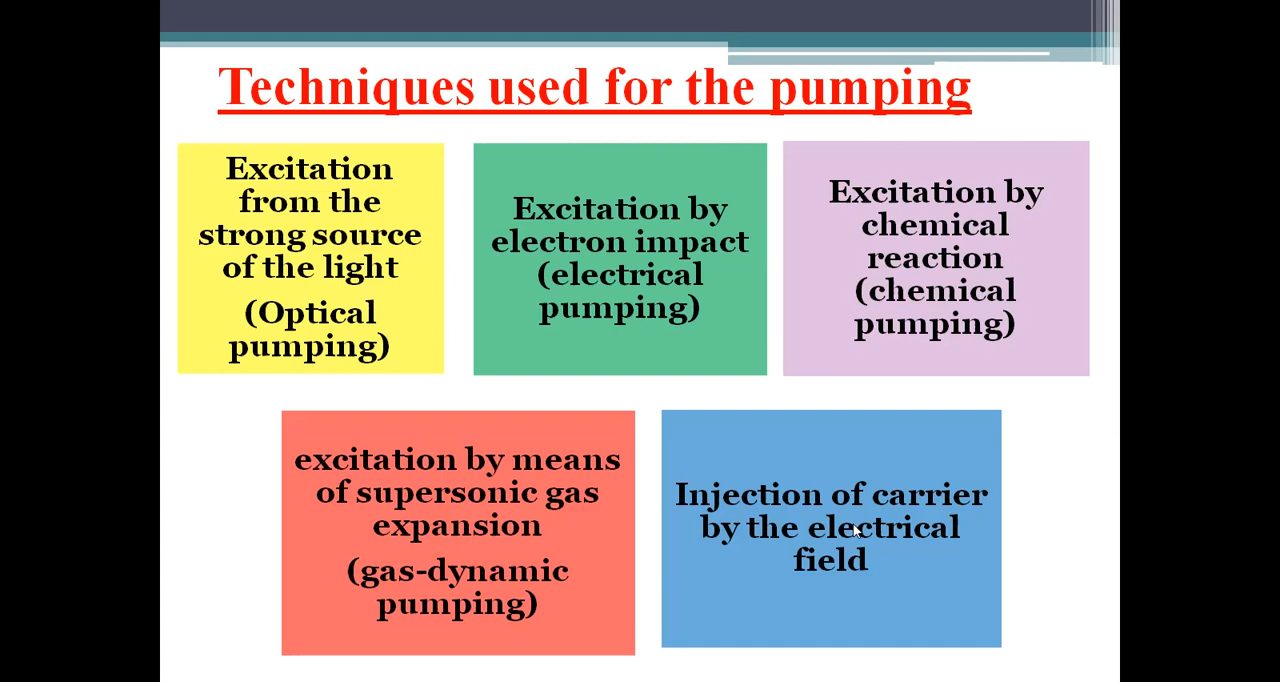 Techniques used for the pumping
Excitation
from the
strong source
of the light
(Optical
pumping)
Excitation by
electron impact
(electrical
pumping)
Excitation by
chemical
reaction
(chemical
pumping)
excitation by means
of supersonic gas
expansion
(gas-dynamic
pumping)
Injection of carrier
by the electrical
field